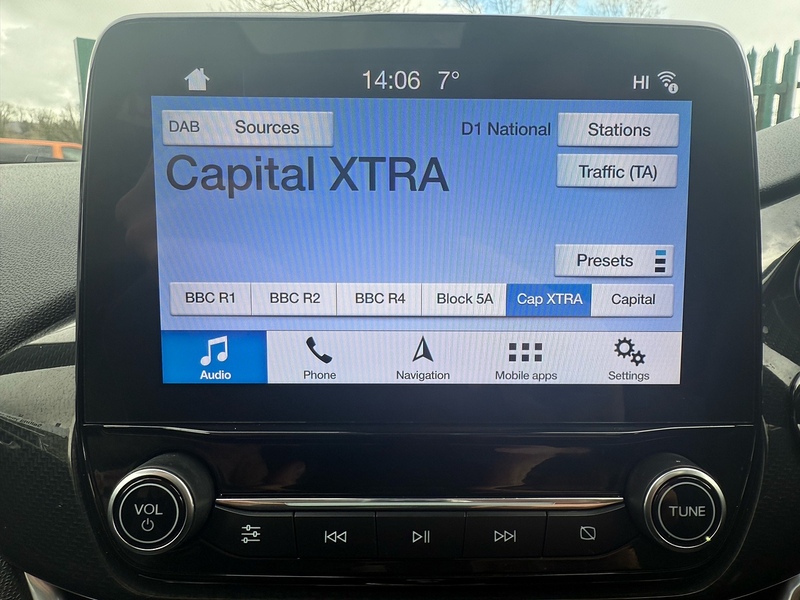 14:06 7° HI
DAB Sources D1 National Stations
Capital XTRA Traffic (TA)
Presets
BBC R1 BBC R2 BBC R4 Block 5A Cap XTRA Capital
Audio Phone Navigation Mobile apps Settings
VOL TUNE